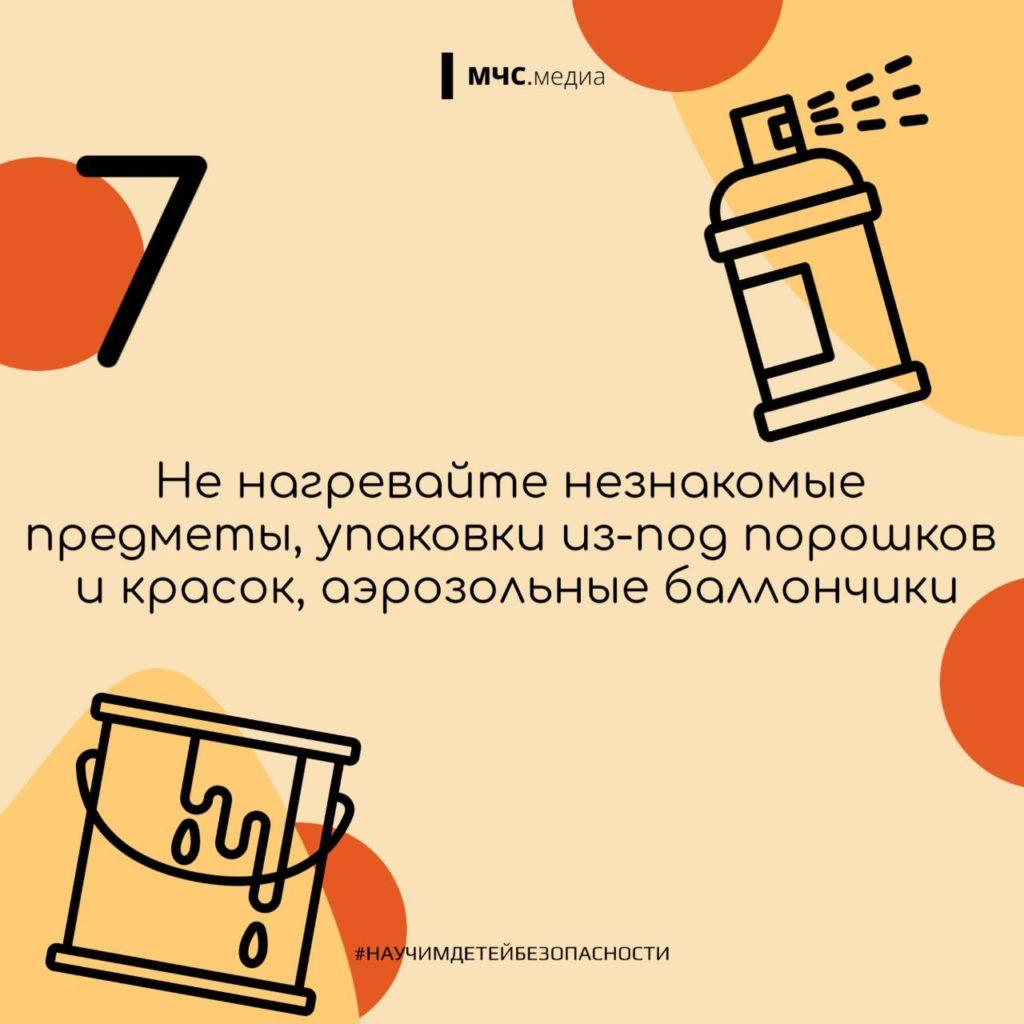 МЧС.медиа
7
Не нагревайте незнакомые
предметы, упаковки из-под порошков
и красок, аэрозольные баллончики
#НАУЧИМДЕТЕЙБЕЗОПАСНОСТИ